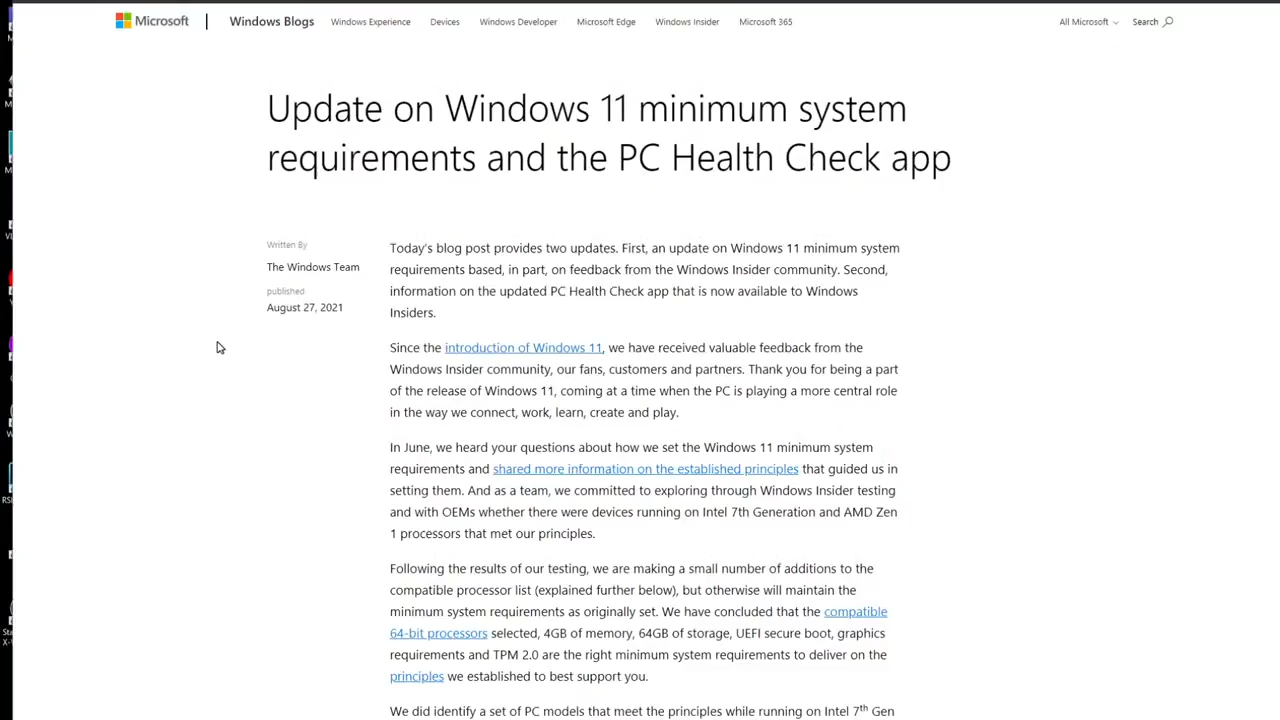 Microsoft Windows Blogs Windows Experience Devices Windows Developer Microsoft Edge Windows Insider Microsoft 365 All Microsoft Search
Update on Windows 11 minimum system
requirements and the PC Health Check app
Written By
The Windows Team
published
August 27, 2021
Today's blog post provides two updates. First, an update on Windows 11 minimum system
requirements based, in part, on feedback from the Windows Insider community. Second,
information on the updated PC Health Check app that is now available to Windows
Insiders.
Since the introduction of Windows 11, we have received valuable feedback from the
Windows Insider community, our fans, customers and partners. Thank you for being a part
of the release of Windows 11, coming at a time when the PC is playing a more central role
in the way we connect, work, learn, create and play.
In June, we heard your questions about how we set the Windows 11 minimum system
requirements and shared more information on the established principles that guided us in
setting them. And as a team, we committed to exploring through Windows Insider testing
and with OEMs whether there were devices running on Intel 7th Generation and AMD Zen
1 processors that met our principles.
Following the results of our testing, we are making a small number of additions to the
compatible processor list (explained further below), but otherwise will maintain the
minimum system requirements as originally set. We have concluded that the compatible
64-bit processors selected, 4GB of memory, 64GB of storage, UEFI secure boot, graphics
requirements and TPM 2.0 are the right minimum system requirements to deliver on the
principles we established to best support you.
We did identify a set of PC models that meet the principles while running on Intel 7th Gen